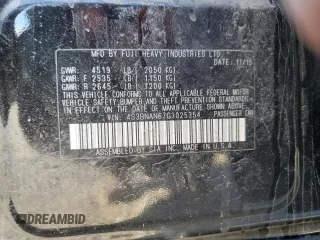 MFD BY FUJI HEAVY INDUSTRIES LTD.
DATE: 11/15
GVWR: 4519 LB( 2050 KG)
GAWR: F 2535 LB( 1150 KG)
GAWR: R 2645 LB( 1200 KG)
THIS VEHICLE CONFORMS TO ALL APPLICABLE FEDERAL MOTOR
VEHICLE SAFETY, BUMPER, AND THEFT PREVENTION STANDARDS
IN EFFECT ON THE DATE OF MANUFACTURE SHOWN ABOVE.
VIN: 4S3BNAN67G3025354 PASSENGER CAR
ASSEMBLED BY SIA, INC. MADE IN U.S.A.
DREAMBID